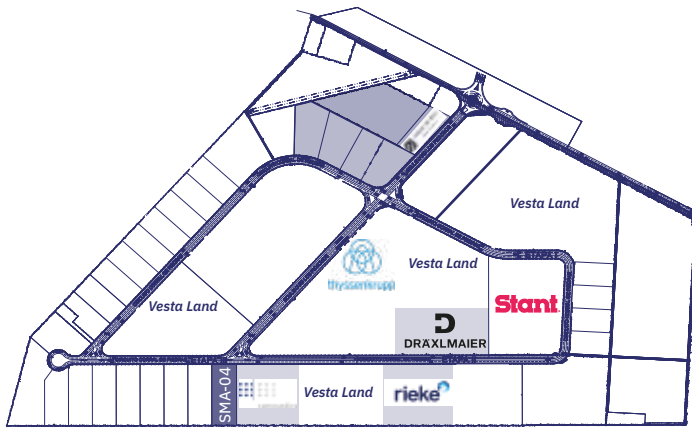 Vesta Land
Vesta Land
thyssenkrupp
Stant
Vesta Land
DRÄXLMAIER
SMA-04
Vesta Land
rieke